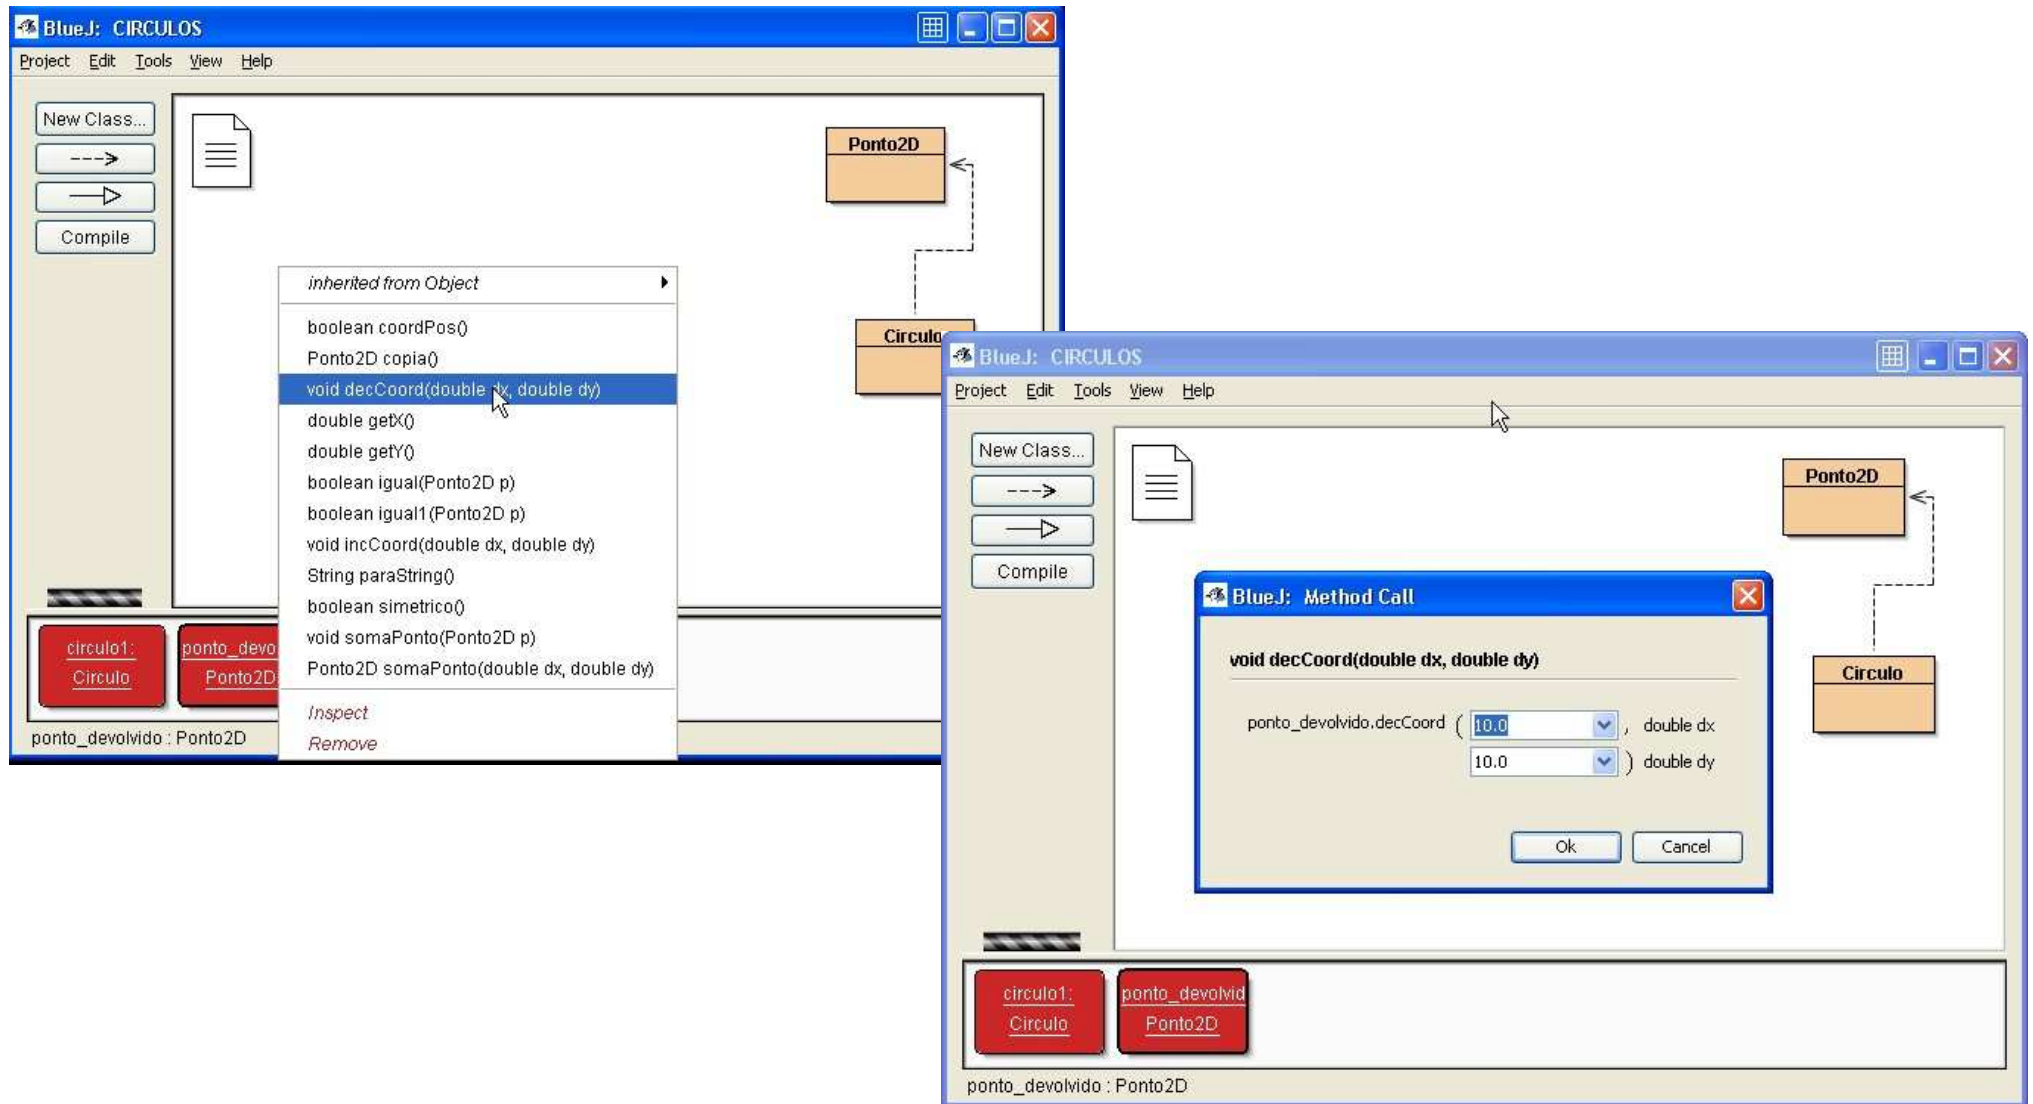 BlueJ: CIRCULOS
Project Edit Tools View Help
New Class...
Compile
Ponto2D
Circulo
inherited from Object
boolean coordPos()
Ponto2D copia()
void decCoord(double dx, double dy)
double getX()
double getY()
boolean igual(Ponto2D p)
boolean igual1(Ponto2D p)
void incCoord(double dx, double dy)
String paraString()
boolean simetrico()
void somaPonto(Ponto2D p)
Ponto2D somaPonto(double dx, double dy)
Inspect
Remove
circulo1:
Circulo
ponto_devo
Ponto2D
ponto_devolvido : Ponto2D
BlueJ: CIRCULOS
Project Edit Tools View Help
New Class...
Compile
Ponto2D
Circulo
BlueJ: Method Call
void decCoord(double dx, double dy)
ponto_devolvido.decCoord ( 10.0 , double dx
10.0 ) double dy
Ok Cancel
circulo1:
Circulo
ponto_devolvid
Ponto2D
ponto_devolvido : Ponto2D